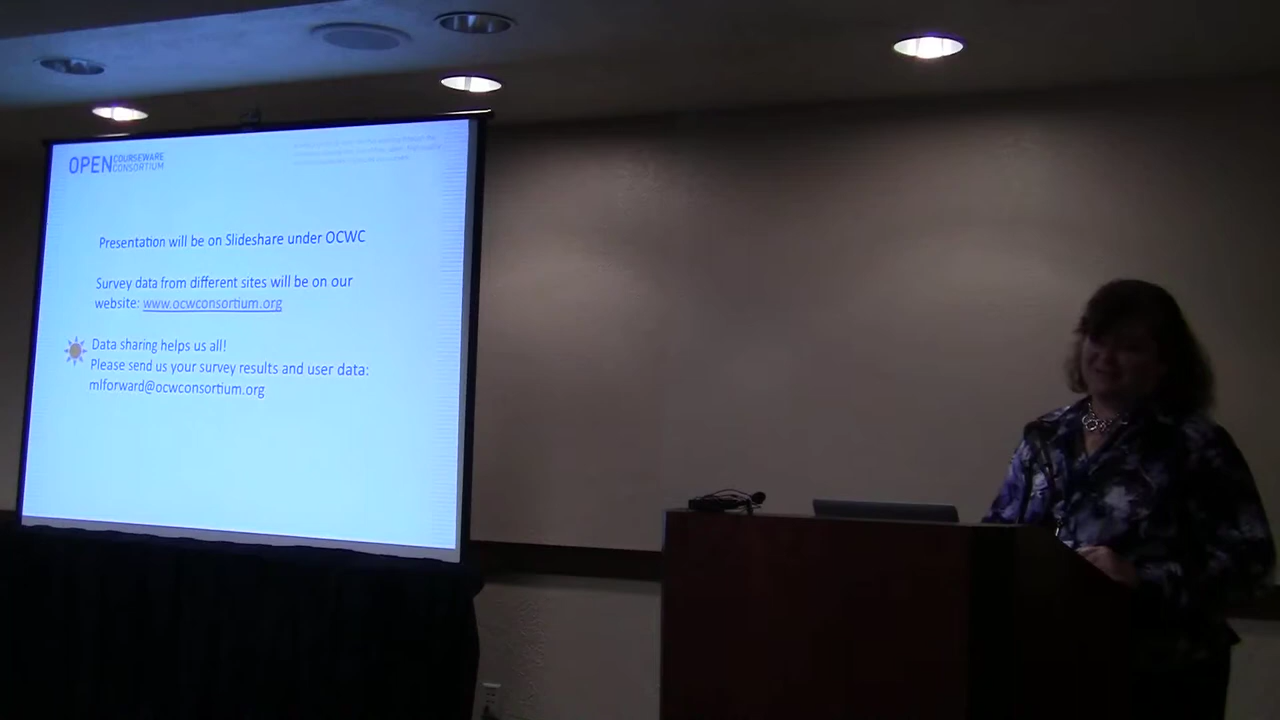 OPEN COURSEWARE
CONSORTIUM
Presentation will be on Slideshare under OCWC
Survey data from different sites will be on our
website: www.ocwconsortium.org
Data sharing helps us all!
Please send us your survey results and user data:
mlforward@ocwconsortium.org